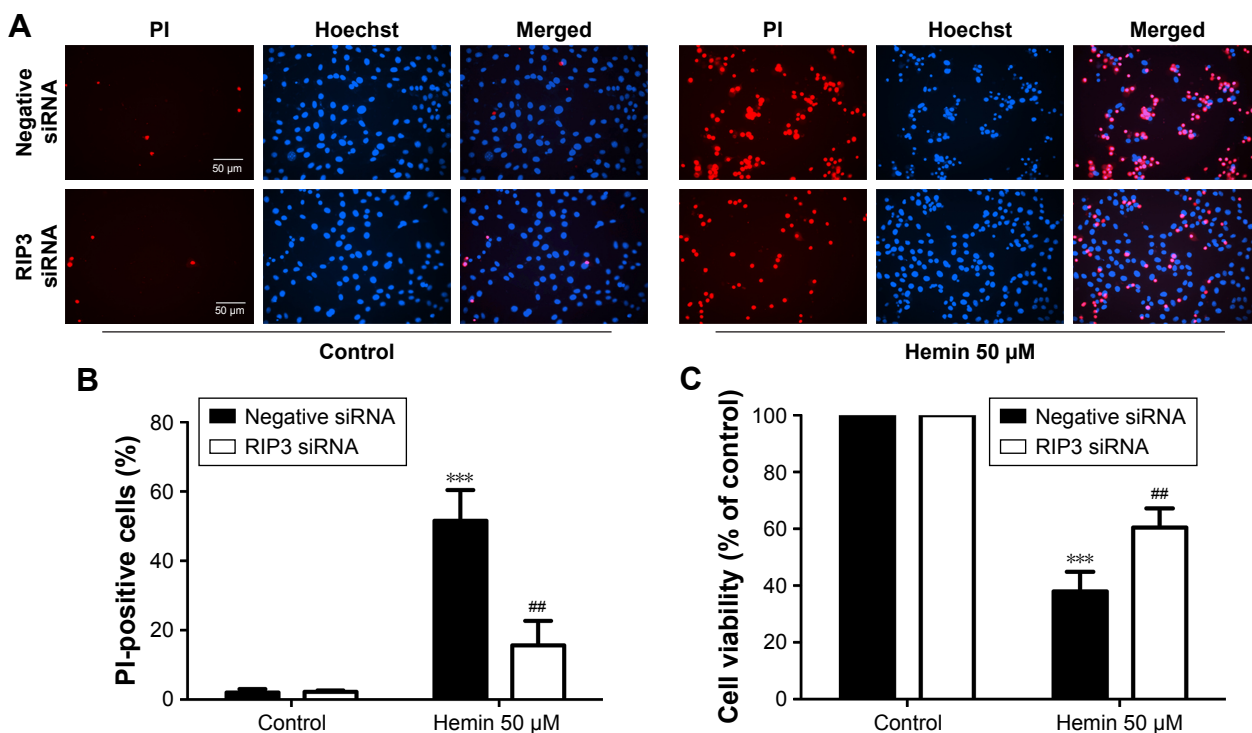 A
PI Hoechst Merged PI Hoechst Merged
Negative
siRNA
50 µm
RIP3
siRNA
50 µm
Control Hemin 50 µM
B
Negative siRNA
RIP3 siRNA
PI-positive cells (%)
80
60
40
20
0
***
##
Control Hemin 50 µM
C
Negative siRNA
RIP3 siRNA
Cell viability (% of control)
100
80
60
40
20
0
***
##
Control Hemin 50 µM